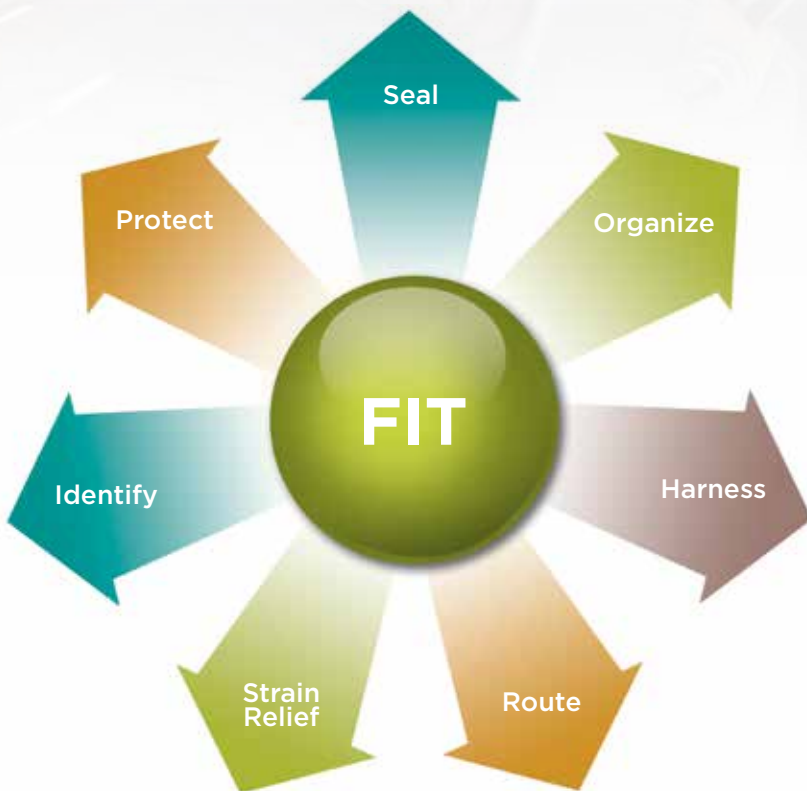 Seal
Organize
Harness
Route
Strain
Relief
Identify
Protect
FIT